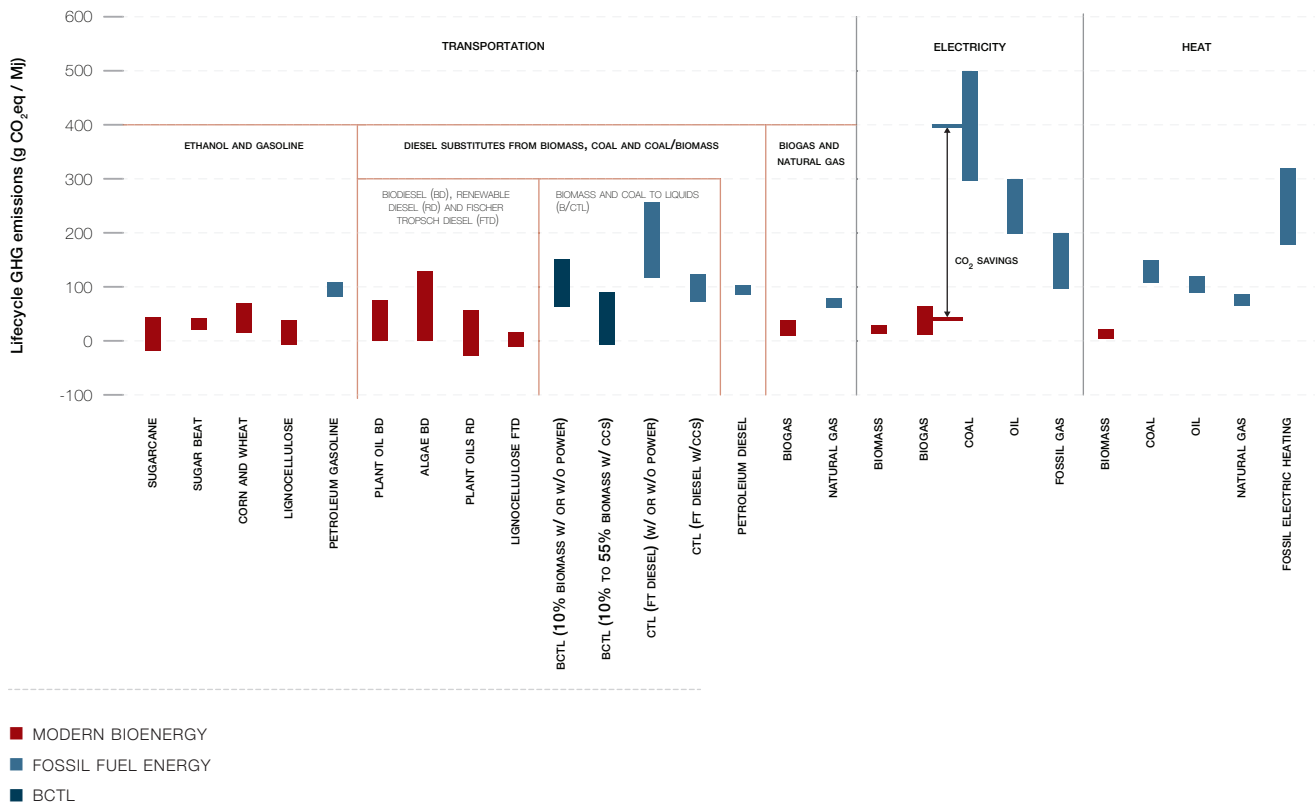 Lifecycle GHG emissions (g CO₂eq / Mj)
600
500
400
300
200
100
0
-100
TRANSPORTATION
ELECTRICITY
HEAT
ETHANOL AND GASOLINE
DIESEL SUBSTITUTES FROM BIOMASS, COAL AND COAL/BIOMASS
BIOGAS AND
NATURAL GAS
BIODIESEL (BD), RENEWABLE
DIESEL (RD) AND FISCHER
TROPSCH DIESEL (FTD)
BIOMASS AND COAL TO LIQUIDS
(B/CTL)
CO₂ SAVINGS
SUGARCANE
SUGAR BEAT
CORN AND WHEAT
LIGNOCELLULOSE
PETROLEUM GASOLINE
PLANT OIL BD
ALGAE BD
PLANT OILS RD
LIGNOCELLULOSE FTD
BCTL (10% BIOMASS W/ OR W/O POWER)
BCTL (10% TO 55% BIOMASS W/ CCS)
CTL (FT DIESEL) (W/ OR W/O POWER)
CTL (FT DIESEL W/CCS)
PETROLEIUM DIESEL
BIOGAS
NATURAL GAS
BIOMASS
BIOGAS
COAL
OIL
FOSSIL GAS
BIOMASS
COAL
OIL
NATURAL GAS
FOSSIL ELECTRIC HEATING
MODERN BIOENERGY
FOSSIL FUEL ENERGY
BCTL